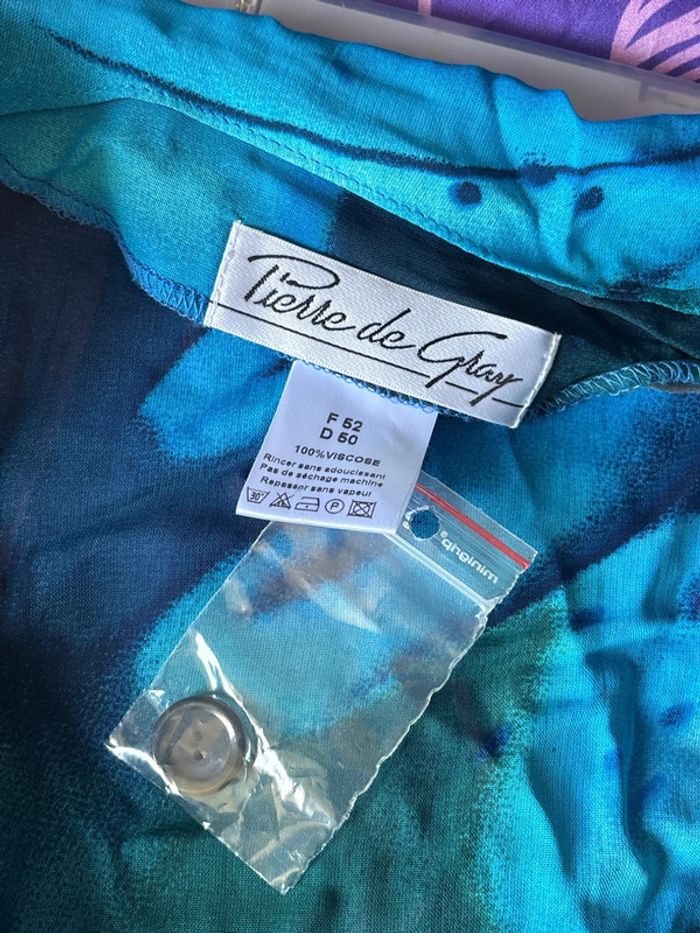 Pierre de Gray
F 52
D 50
100%VISCOSE
Rincer sans adoucissant
Pas de séchage machine
Repasser sans vapeur
30° P
minigrip®